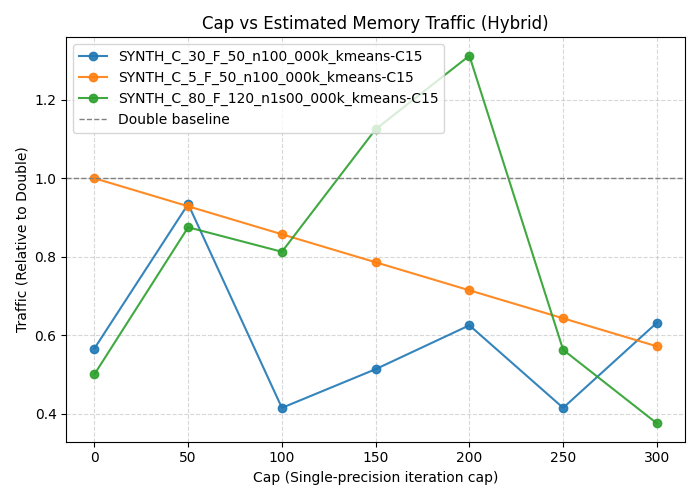 Cap vs Estimated Memory Traffic (Hybrid)
SYNTH_C_30_F_50_n100_000k_kmeans-C15
SYNTH_C_5_F_50_n100_000k_kmeans-C15
SYNTH_C_80_F_120_n1s00_000k_kmeans-C15
Double baseline
Traffic (Relative to Double)
1.2
1.0
0.8
0.6
0.4
0 50 100 150 200 250 300
Cap (Single-precision iteration cap)